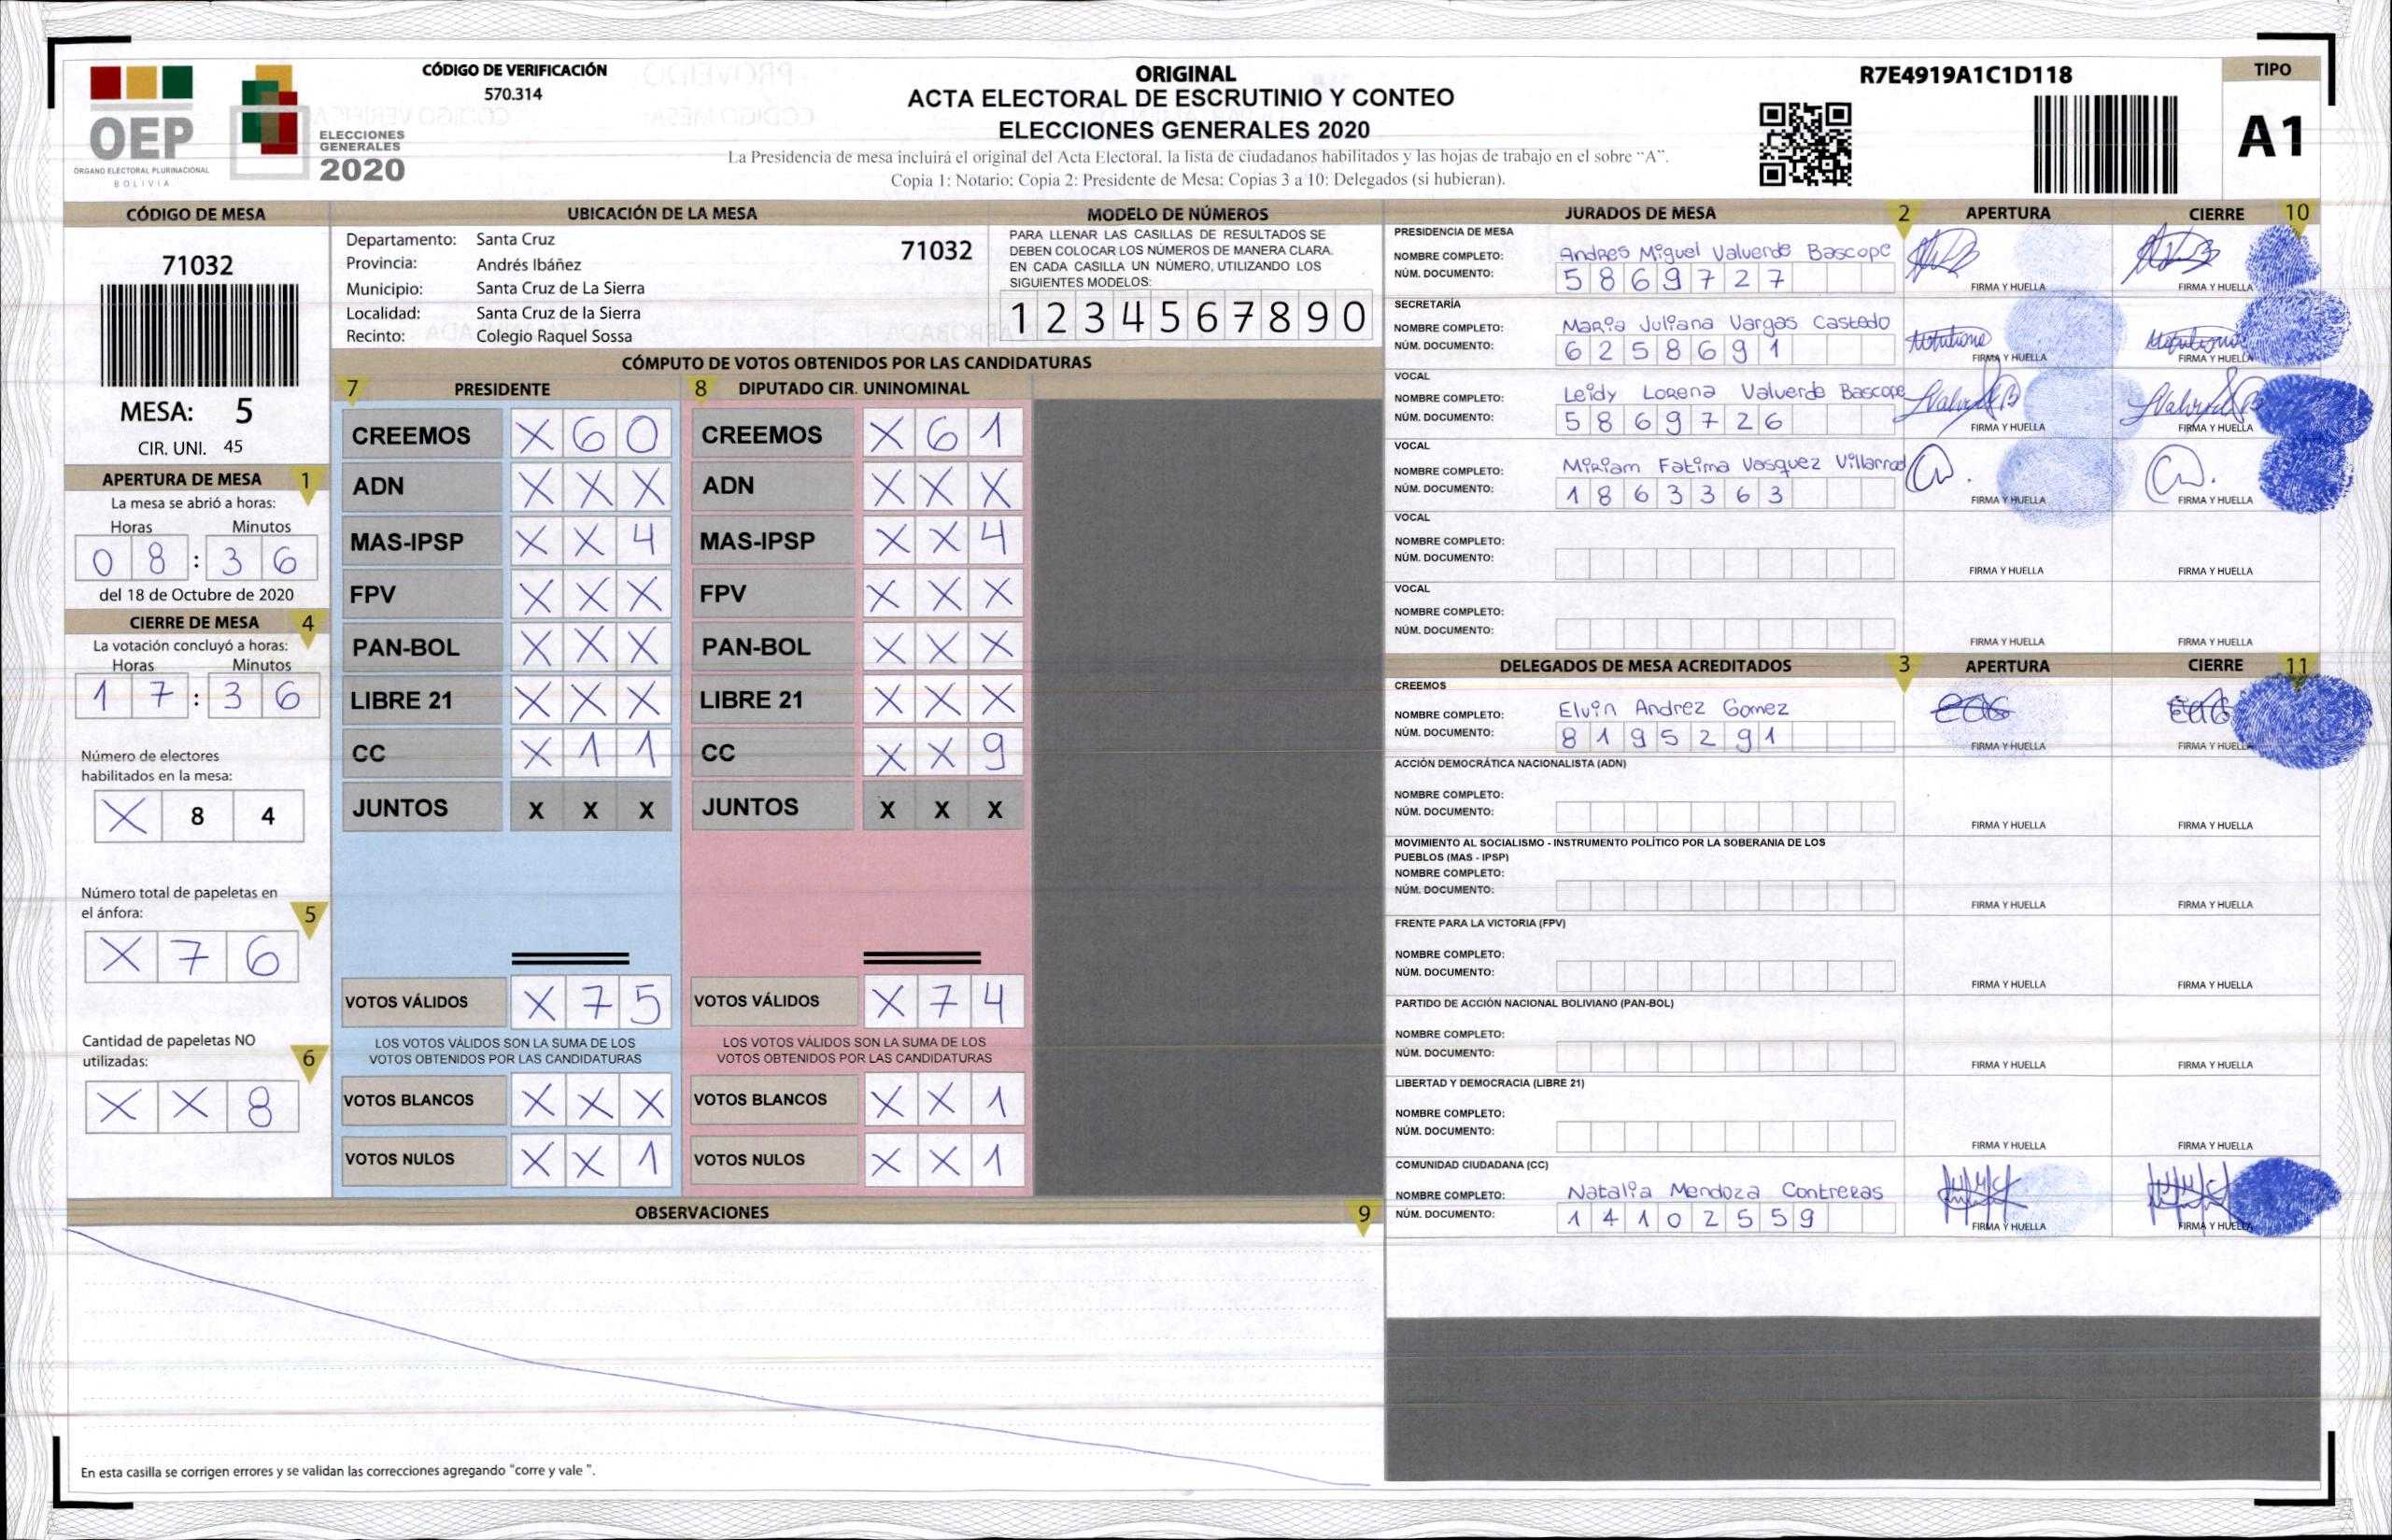 CÓDIGO DE VERIFICACIÓN
570.314
OEP
ÓRGANO ELECTORAL PLURINACIONAL
BOLIVIA
ELECCIONES
GENERALES
2020
ORIGINAL
ACTA ELECTORAL DE ESCRUTINIO Y CONTEO
ELECCIONES GENERALES 2020
La Presidencia de mesa incluirá el original del Acta Electoral, la lista de ciudadanos habilitados y las hojas de trabajo en el sobre "A".
Copia 1: Notario; Copia 2: Presidente de Mesa; Copias 3 a 10: Delegados (si hubieran).
R7E4919A1C1D118
TIPO
A1
CÓDIGO DE MESA
71032
MESA: 5
CIR. UNI. 45
APERTURA DE MESA 1
La mesa se abrió a horas:
Horas Minutos
0 8 : 3 6
del 18 de Octubre de 2020
CIERRE DE MESA 4
La votación concluyó a horas:
Horas Minutos
1 7 : 3 6
Número de electores
habilitados en la mesa:
X 8 4
Número total de papeletas en
el ánfora: 5
X 7 6
Cantidad de papeletas NO
utilizadas: 6
X X 8
UBICACIÓN DE LA MESA
Departamento: Santa Cruz
71032
Provincia: Andrés Ibáñez
Municipio: Santa Cruz de La Sierra
Localidad: Santa Cruz de la Sierra
Recinto: Colegio Raquel Sossa
MODELO DE NÚMEROS
PARA LLENAR LAS CASILLAS DE RESULTADOS SE
DEBEN COLOCAR LOS NÚMEROS DE MANERA CLARA.
EN CADA CASILLA UN NÚMERO, UTILIZANDO LOS
SIGUIENTES MODELOS:
1 2 3 4 5 6 7 8 9 0
CÓMPUTO DE VOTOS OBTENIDOS POR LAS CANDIDATURAS
7 PRESIDENTE
CREEMOS X 6 0
ADN X X X
MAS-IPSP X X 4
FPV X X X
PAN-BOL X X X
LIBRE 21 X X X
CC X 1 1
JUNTOS X X X
VOTOS VÁLIDOS X 7 5
LOS VOTOS VÁLIDOS SON LA SUMA DE LOS
VOTOS OBTENIDOS POR LAS CANDIDATURAS
VOTOS BLANCOS X X X
VOTOS NULOS X X 1
8 DIPUTADO CIR. UNINOMINAL
CREEMOS X 6 1
ADN X X X
MAS-IPSP X X 4
FPV X X X
PAN-BOL X X X
LIBRE 21 X X X
CC X X 9
JUNTOS X X X
VOTOS VÁLIDOS X 7 4
LOS VOTOS VÁLIDOS SON LA SUMA DE LOS
VOTOS OBTENIDOS POR LAS CANDIDATURAS
VOTOS BLANCOS X X 1
VOTOS NULOS X X 1
OBSERVACIONES 9
En esta casilla se corrigen errores y se validan las correcciones agregando "corre y vale ".
JURADOS DE MESA 2 APERTURA CIERRE 10
PRESIDENCIA DE MESA
NOMBRE COMPLETO: Andres Miguel Valverde Bascope
NÚM. DOCUMENTO: 5 8 6 9 7 2 7
FIRMA Y HUELLA FIRMA Y HUELLA
SECRETARÍA
NOMBRE COMPLETO: Maria Juliana Vargas Castedo
NÚM. DOCUMENTO: 6 2 5 8 6 9 1
FIRMA Y HUELLA FIRMA Y HUELLA
VOCAL
NOMBRE COMPLETO: Leidy Lorena Valverde Bascope
NÚM. DOCUMENTO: 5 8 6 9 7 2 6
FIRMA Y HUELLA FIRMA Y HUELLA
VOCAL
NOMBRE COMPLETO: Miriam Fatima Vasquez
NÚM. DOCUMENTO: 1 8 6 3 3 6 3
FIRMA Y HUELLA FIRMA Y HUELLA
VOCAL
NOMBRE COMPLETO:
NÚM. DOCUMENTO:
FIRMA Y HUELLA FIRMA Y HUELLA
VOCAL
NOMBRE COMPLETO:
NÚM. DOCUMENTO:
FIRMA Y HUELLA FIRMA Y HUELLA
DELEGADOS DE MESA ACREDITADOS 3 APERTURA CIERRE 11
CREEMOS
NOMBRE COMPLETO: Elvin Andrez Gomez
NÚM. DOCUMENTO: 8 1 9 5 2 9 1
FIRMA Y HUELLA FIRMA Y HUELLA
ACCIÓN DEMOCRÁTICA NACIONALISTA (ADN)
NOMBRE COMPLETO:
NÚM. DOCUMENTO:
FIRMA Y HUELLA FIRMA Y HUELLA
MOVIMIENTO AL SOCIALISMO - INSTRUMENTO POLÍTICO POR LA SOBERANIA DE LOS
PUEBLOS (MAS - IPSP)
NOMBRE COMPLETO:
NÚM. DOCUMENTO:
FIRMA Y HUELLA FIRMA Y HUELLA
FRENTE PARA LA VICTORIA (FPV)
NOMBRE COMPLETO:
NÚM. DOCUMENTO:
FIRMA Y HUELLA FIRMA Y HUELLA
PARTIDO DE ACCIÓN NACIONAL BOLIVIANO (PAN-BOL)
NOMBRE COMPLETO:
NÚM. DOCUMENTO:
FIRMA Y HUELLA FIRMA Y HUELLA
LIBERTAD Y DEMOCRACIA (LIBRE 21)
NOMBRE COMPLETO:
NÚM. DOCUMENTO:
FIRMA Y HUELLA FIRMA Y HUELLA
COMUNIDAD CIUDADANA (CC)
NOMBRE COMPLETO: Natalia Mendoza Contreras
NÚM. DOCUMENTO: 1 4 1 0 2 5 5 9
FIRMA Y HUELLA FIRMA Y HUELLA